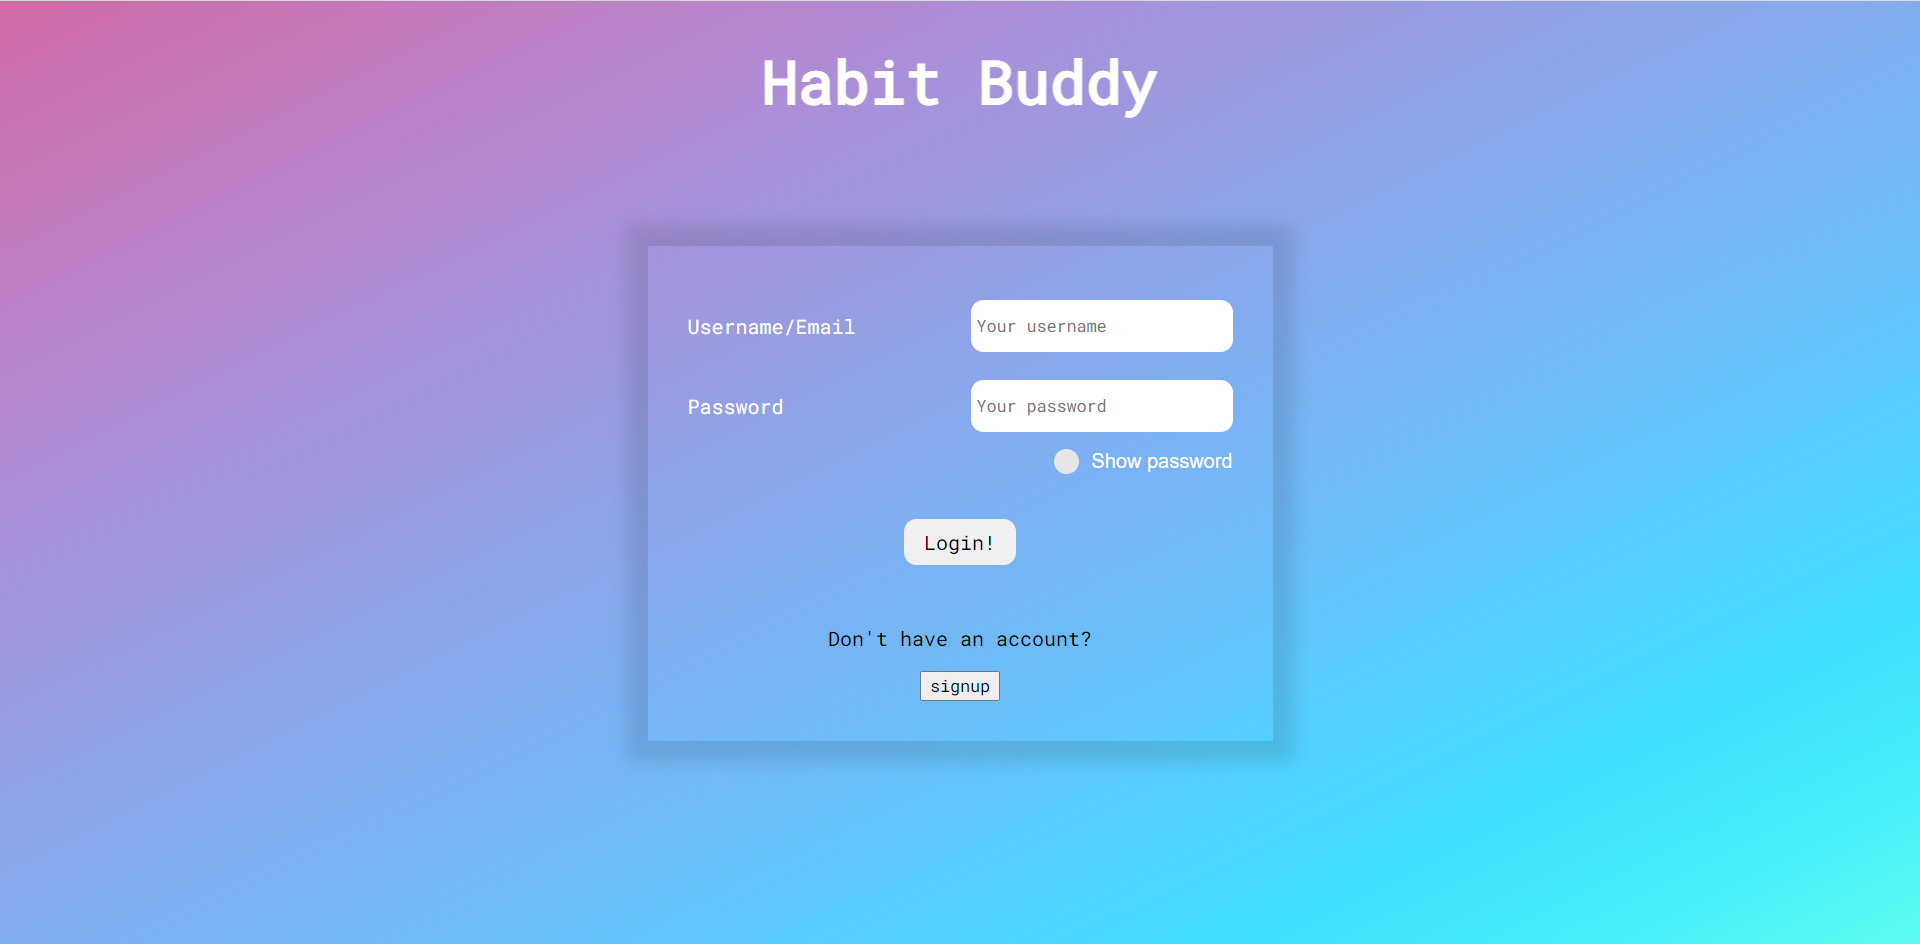 Habit Buddy
Username/Email
Your username
Password
Your password
Show password
Login!
Don't have an account?
signup